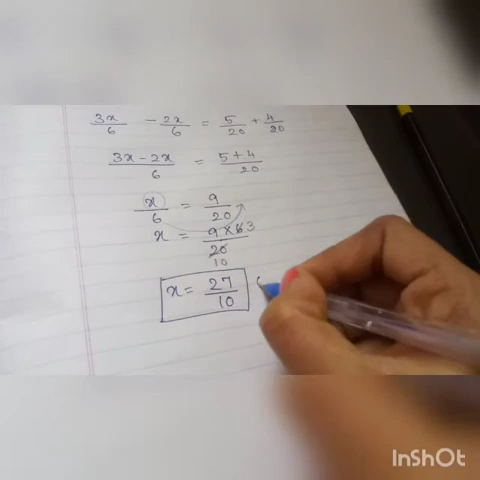 3x/6 - 2x/6 = 5/20 + 4/20
3x - 2x/6 = 5 + 4/20
x/6 = 9/20
x = 9 × 6 3/20 10
x = 27/10
InShOt